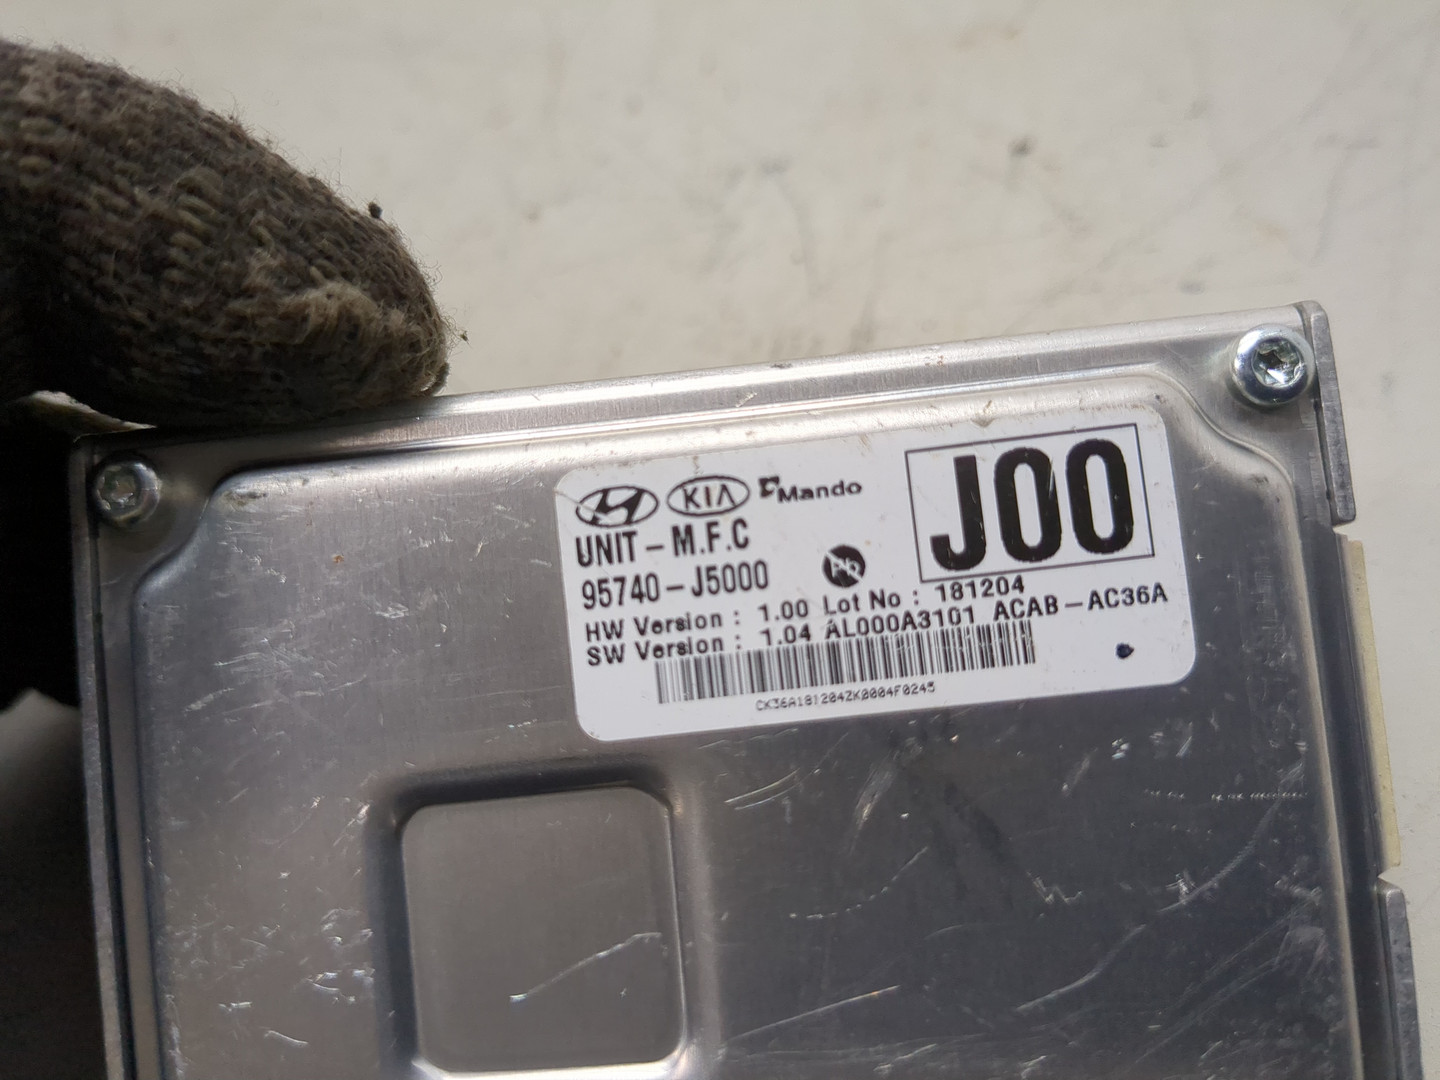 KIA Mando
J00
UNIT-M.F.C
95740-J5000
Pb
HW Version : 1.00 Lot No : 181204
SW Version : 1.04 AL000A3101 ACAB-AC36A
CK36A181204ZK0004F0245